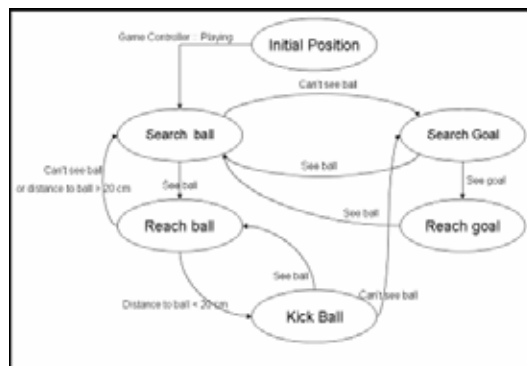 Game Controller : Playing
Initial Position
Can't see ball
Search ball
Search Goal
See ball
Can't see ball
or distance to ball > 20 cm
See ball
See goal
See ball
Reach ball
Reach goal
See ball
Distance to ball < 20 cm
Can't see ball
Kick Ball